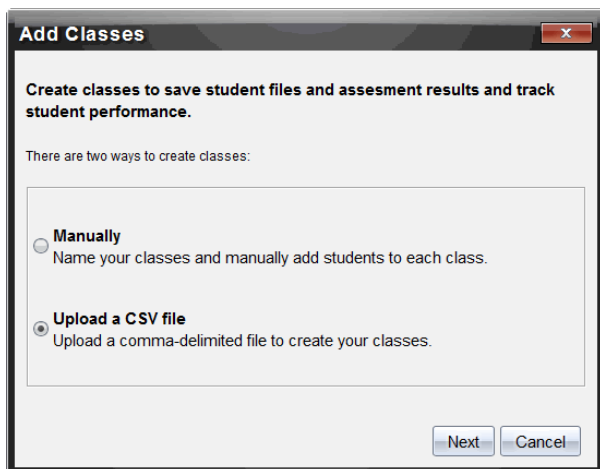 Add Classes
Create classes to save student files and assesment results and track
student performance.
There are two ways to create classes:
Manually
Name your classes and manually add students to each class.
Upload a CSV file
Upload a comma-delimited file to create your classes.
Next Cancel